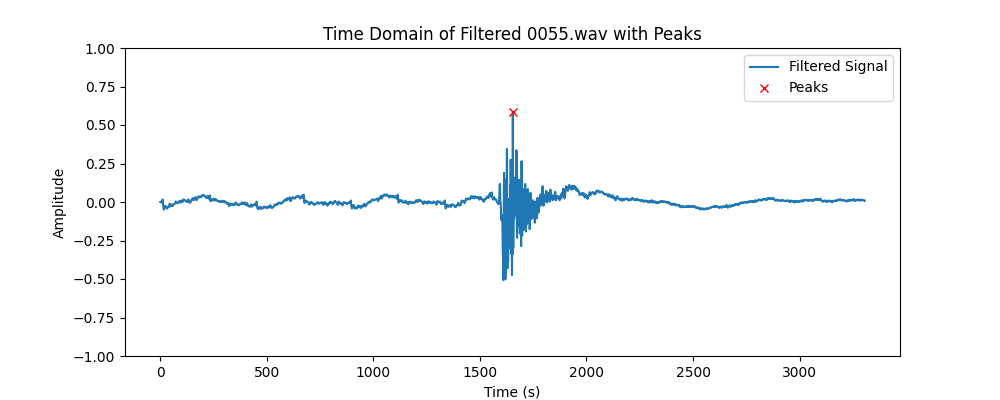 Time Domain of Filtered 0055.wav with Peaks
1.00
0.75
0.50
0.25
0.00
−0.25
−0.50
−0.75
−1.00
Amplitude
Filtered Signal
Peaks
0 500 1000 1500 2000 2500 3000
Time (s)